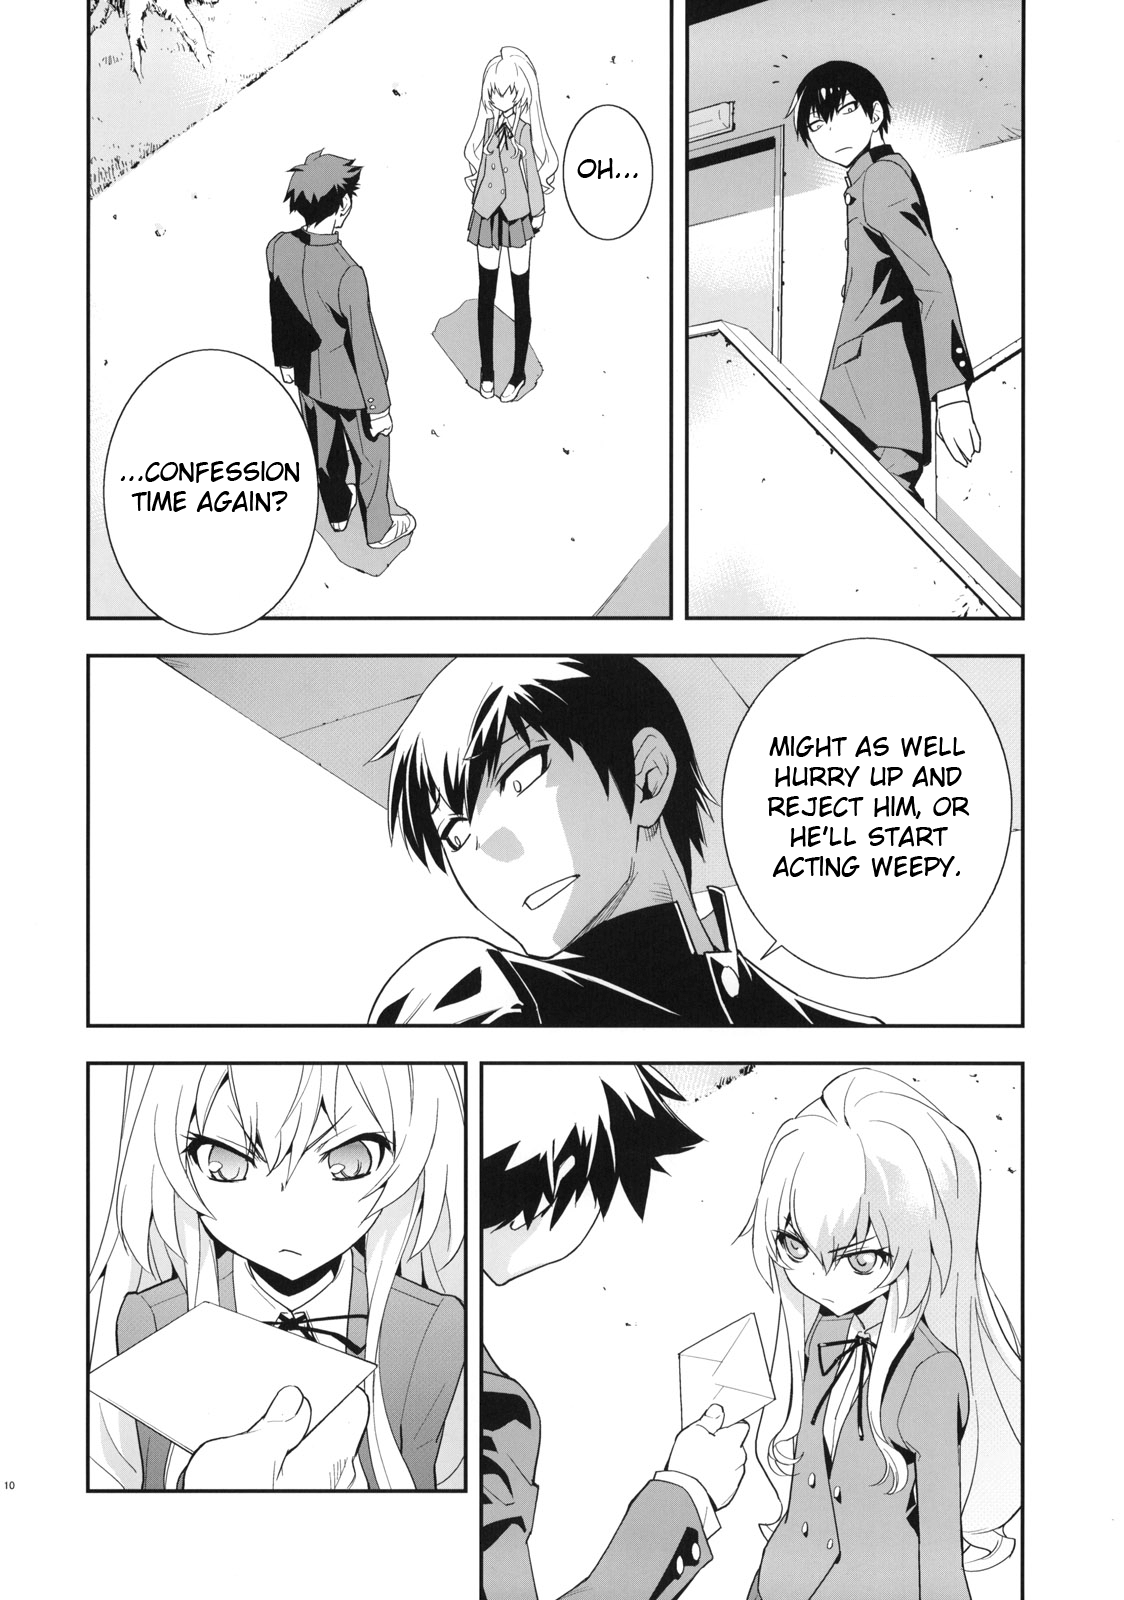 OH...
...CONFESSION
TIME AGAIN?
MIGHT AS WELL
HURRY UP AND
REJECT HIM, OR
HE'LL START
ACTING WEEPY.
10